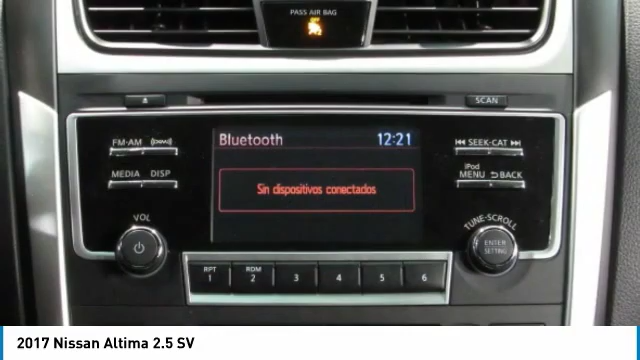 PASS AIR BAG
OFF
SCAN
FM-AM
Bluetooth 12:21
SEEK-CAT
MEDIA DISP
iPod
MENU BACK
Sin dispositivos conectados
VOL
TUNE-SCROLL
ENTER
SETTING
RPT
1
RDM
2
3
4
5
6
2017 Nissan Altima 2.5 SV